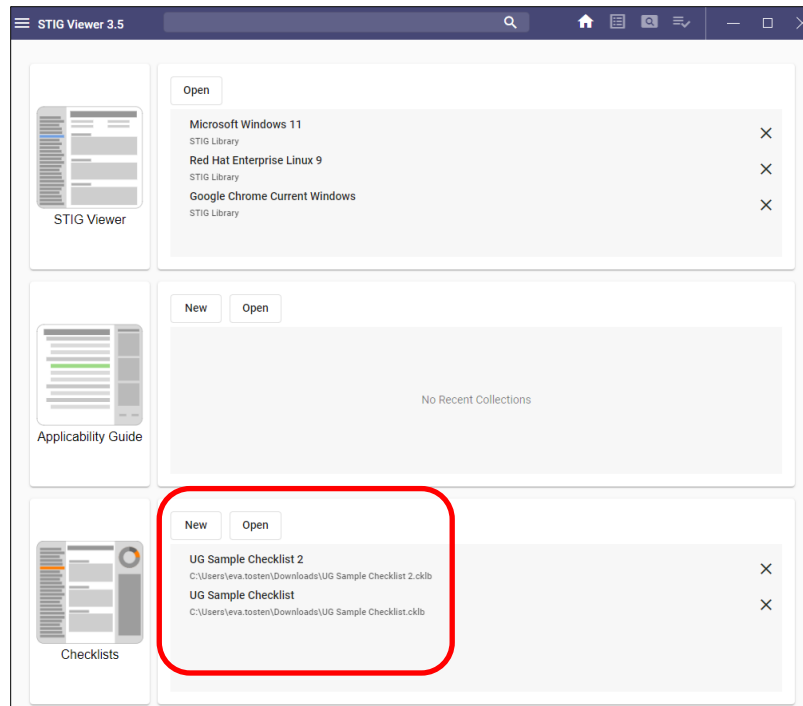 STIG Viewer 3.5
Open
Microsoft Windows 11
STIG Library
Red Hat Enterprise Linux 9
STIG Library
Google Chrome Current Windows
STIG Library
STIG Viewer
New Open
No Recent Collections
Applicability Guide
New Open
UG Sample Checklist 2
C:\Users\eva.tosten\Downloads\UG Sample Checklist 2.cklb
UG Sample Checklist
C:\Users\eva.tosten\Downloads\UG Sample Checklist.cklb
Checklists